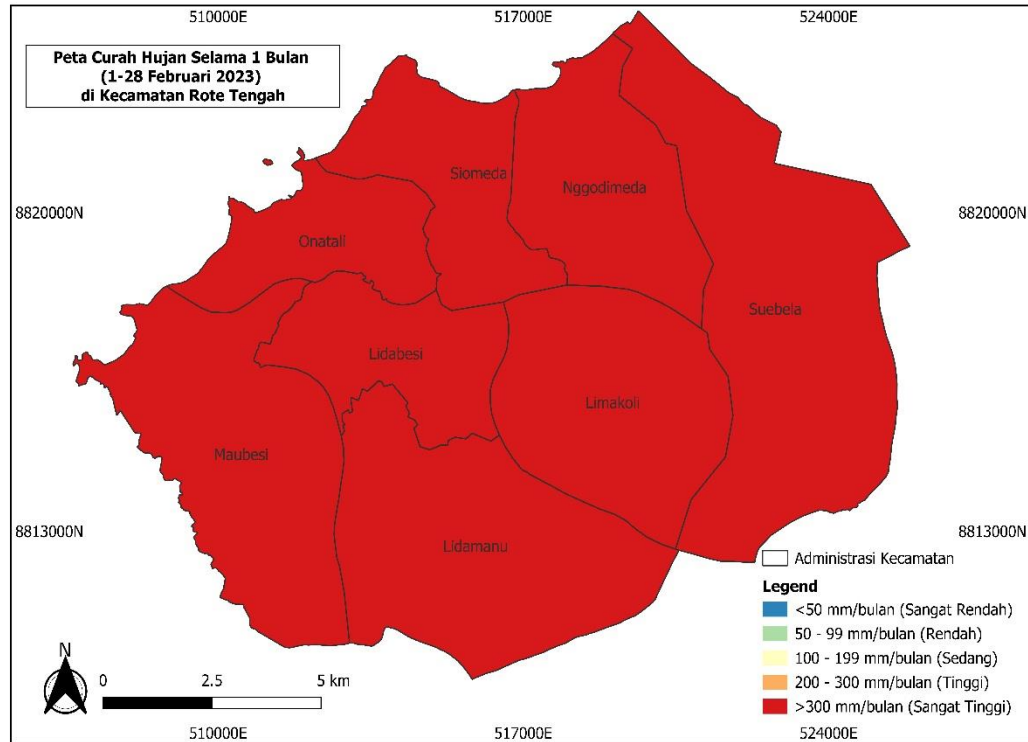 510000E
517000E
524000E
Peta Curah Hujan Selama 1 Bulan
(1-28 Februari 2023)
di Kecamatan Rote Tengah
Siomeda
Nggodimeda
8820000N
8820000N
Onatali
Suebela
Lidabesi
Limakoli
Maubesi
8813000N
8813000N
Lidamanu
Administrasi Kecamatan
Legend
<50 mm/bulan (Sangat Rendah)
50 - 99 mm/bulan (Rendah)
100 - 199 mm/bulan (Sedang)
200 - 300 mm/bulan (Tinggi)
>300 mm/bulan (Sangat Tinggi)
N
0 2.5 5 km
510000E
517000E
524000E